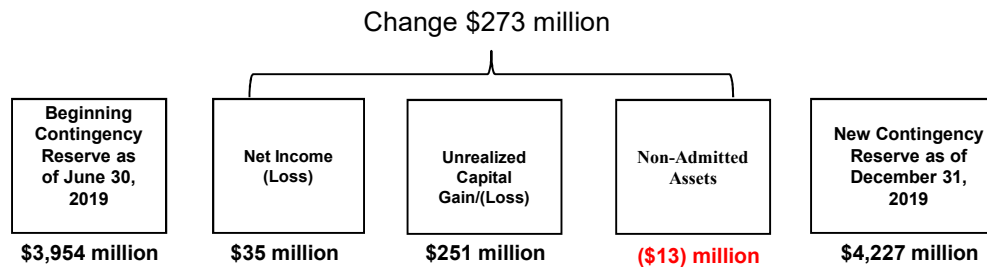 Change $273 million
Beginning
Contingency
Reserve as
of June 30,
2019
Net Income
(Loss)
Unrealized
Capital
Gain/(Loss)
Non-Admitted
Assets
New Contingency
Reserve as of
December 31,
2019
$3,954 million
$35 million
$251 million
($13) million
$4,227 million